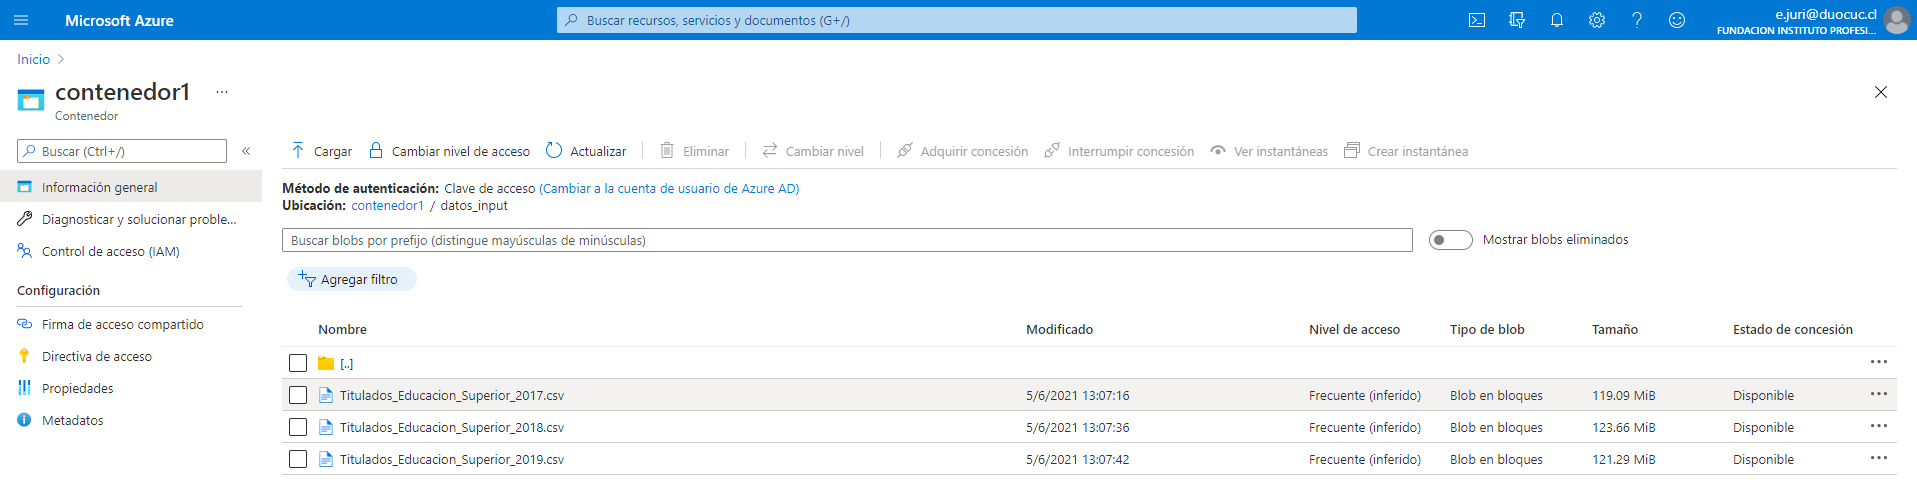 Microsoft Azure
Buscar recursos, servicios y documentos (G+/)
e.juri@duocuc.cl
FUNDACION INSTITUTO PROFESI...
Inicio
contenedor1 ...
Contenedor
Buscar (Ctrl+/)
Información general
Diagnosticar y solucionar proble...
Control de acceso (IAM)
Configuración
Firma de acceso compartido
Directiva de acceso
Propiedades
Metadatos
Cargar Cambiar nivel de acceso Actualizar Eliminar Cambiar nivel Adquirir concesión Interrumpir concesión Ver instantáneas Crear instantánea
Método de autenticación: Clave de acceso (Cambiar a la cuenta de usuario de Azure AD)
Ubicación: contenedor1 / datos_input
Buscar blobs por prefijo (distingue mayúsculas de minúsculas)
Mostrar blobs eliminados
Agregar filtro
Nombre Modificado Nivel de acceso Tipo de blob Tamaño Estado de concesión
[..]
Titulados_Educacion_Superior_2017.csv 5/6/2021 13:07:16 Frecuente (inferido) Blob en bloques 119.09 MiB Disponible
Titulados_Educacion_Superior_2018.csv 5/6/2021 13:07:36 Frecuente (inferido) Blob en bloques 123.66 MiB Disponible
Titulados_Educacion_Superior_2019.csv 5/6/2021 13:07:42 Frecuente (inferido) Blob en bloques 121.29 MiB Disponible